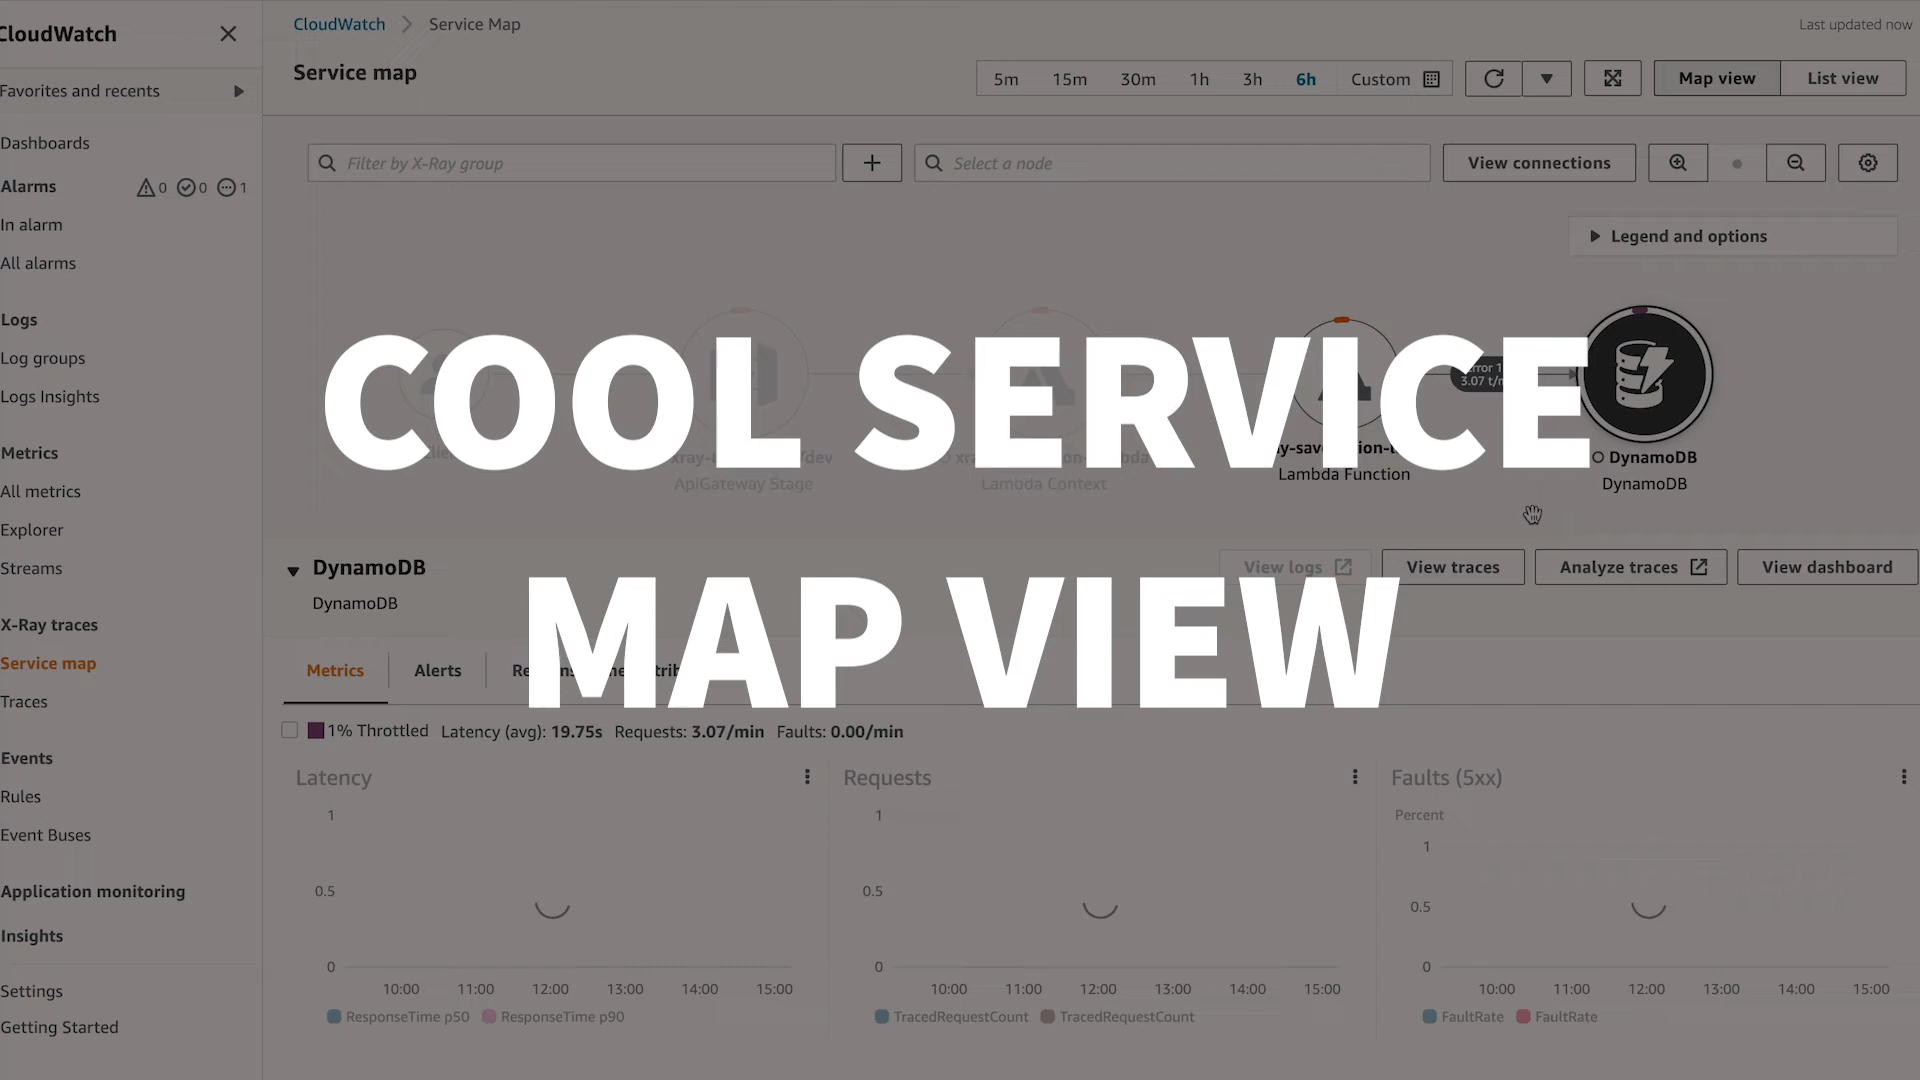 CloudWatch
Favorites and recents
Dashboards
Alarms 0 0 1
In alarm
All alarms
Logs
Log groups
Logs Insights
Metrics
All metrics
Explorer
Streams
X-Ray traces
Service map
Traces
Events
Rules
Event Buses
Application monitoring
Insights
Settings
Getting Started
CloudWatch Service Map
Last updated now
Service map
5m 15m 30m 1h 3h 6h Custom
Map view List view
Filter by X-Ray group
Select a node
View connections
Legend and options
COOL SERVICE
MAP VIEW
3.07
ApiGateway Stage
Lambda Context
Lambda Function
DynamoDB
DynamoDB
DynamoDB
DynamoDB
View logs View traces Analyze traces View dashboard
Metrics Alerts
1% Throttled Latency (avg): 19.75s Requests: 3.07/min Faults: 0.00/min
Latency
1
0.5
0
10:00 11:00 12:00 13:00 14:00 15:00
ResponseTime p50 ResponseTime p90
Requests
1
0.5
0
10:00 11:00 12:00 13:00 14:00 15:00
TracedRequestCount TracedRequestCount
Faults (5xx)
Percent
1
0.5
0
10:00 11:00 12:00 13:00 14:00 15:00
FaultRate FaultRate